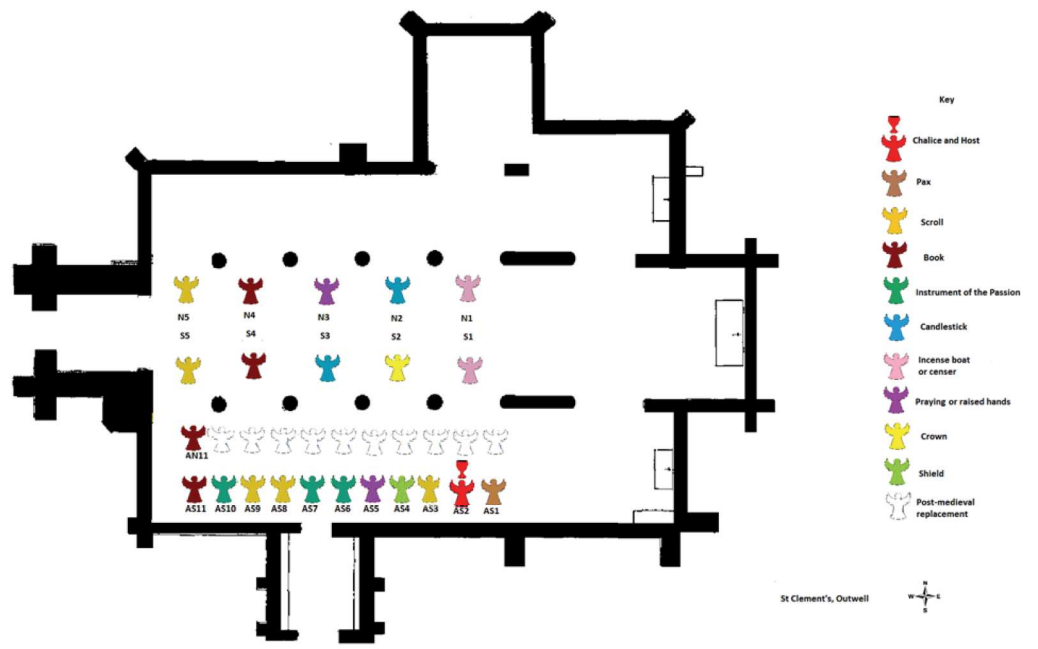 Key
Chalice and Host
Pax
Scroll
Book
Instrument of the Passion
Candlestick
Incense boat
or censer
Praying or raised hands
Crown
Shield
Post-medieval
replacement
N5 N4 N3 N2 N1
S5 S4 S3 S2 S1
AN11
AS11 AS10 AS9 AS8 AS7 AS6 AS5 AS4 AS3 AS2 AS1
St Clement's, Outwell
N
W E
S